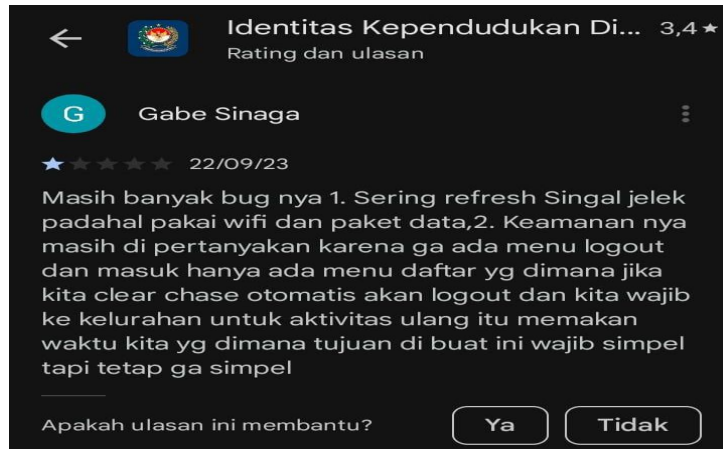 Identitas Kependudukan Di... 3,4★
Rating dan ulasan
G Gabe Sinaga
22/09/23
Masih banyak bug nya 1. Sering refresh Singal jelek
padahal pakai wifi dan paket data,2. Keamanan nya
masih di pertanyakan karena ga ada menu logout
dan masuk hanya ada menu daftar yg dimana jika
kita clear chase otomatis akan logout dan kita wajib
ke kelurahan untuk aktivitas ulang itu memakan
waktu kita yg dimana tujuan di buat ini wajib simpel
tapi tetap ga simpel
Apakah ulasan ini membantu? Ya Tidak